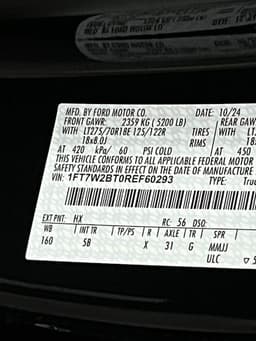 MFD. BY FORD MOTOR CO. DATE: 10/24
FRONT GAWR: 2359 KG ( 5200 LB) REAR GAW
WITH LT275/70R18E 125/122R TIRES WITH LT
18x8.0J RIMS 18
AT 420 kPa/ 60 PSI COLD AT 450
THIS VEHICLE CONFORMS TO ALL APPLICABLE FEDERAL
SAFETY STANDARDS IN EFFECT ON THE DATE OF MANUFACTURE
VIN: 1FT7W2BT0REF60293 TYPE: Tru
EXT PNT: HX RC: 56 DSO:
WB INT TR TP/PS R AXLE TR SPR
160 5B X 31 G MMJJ
ULC